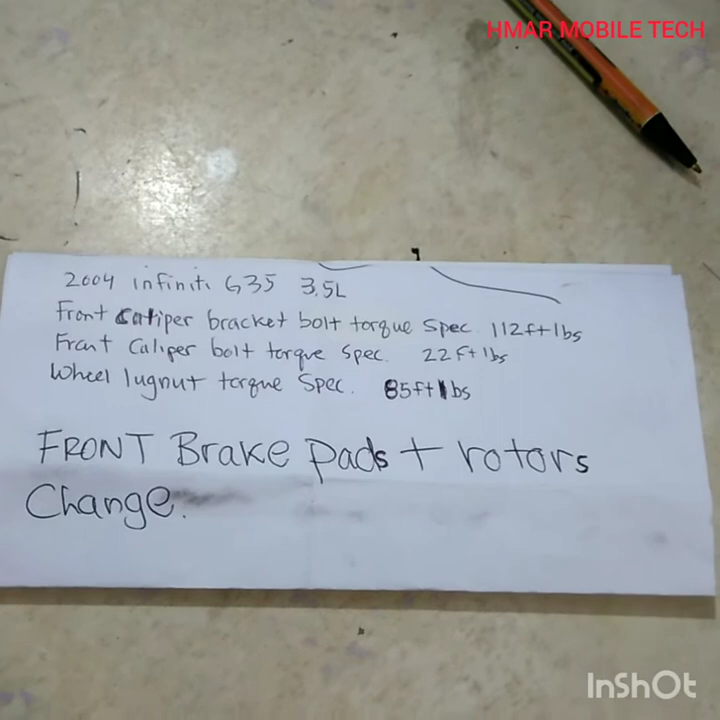 HMAR MOBILE TECH
2004 infiniti G35 3.5L
Front Caliper bracket bolt torque Spec. 112ft lbs
Front Caliper bolt torque Spec. 22ft lbs
Wheel lugnut torque Spec. 85ft lbs
FRONT Brake pads + rotors
Change.
InShOt